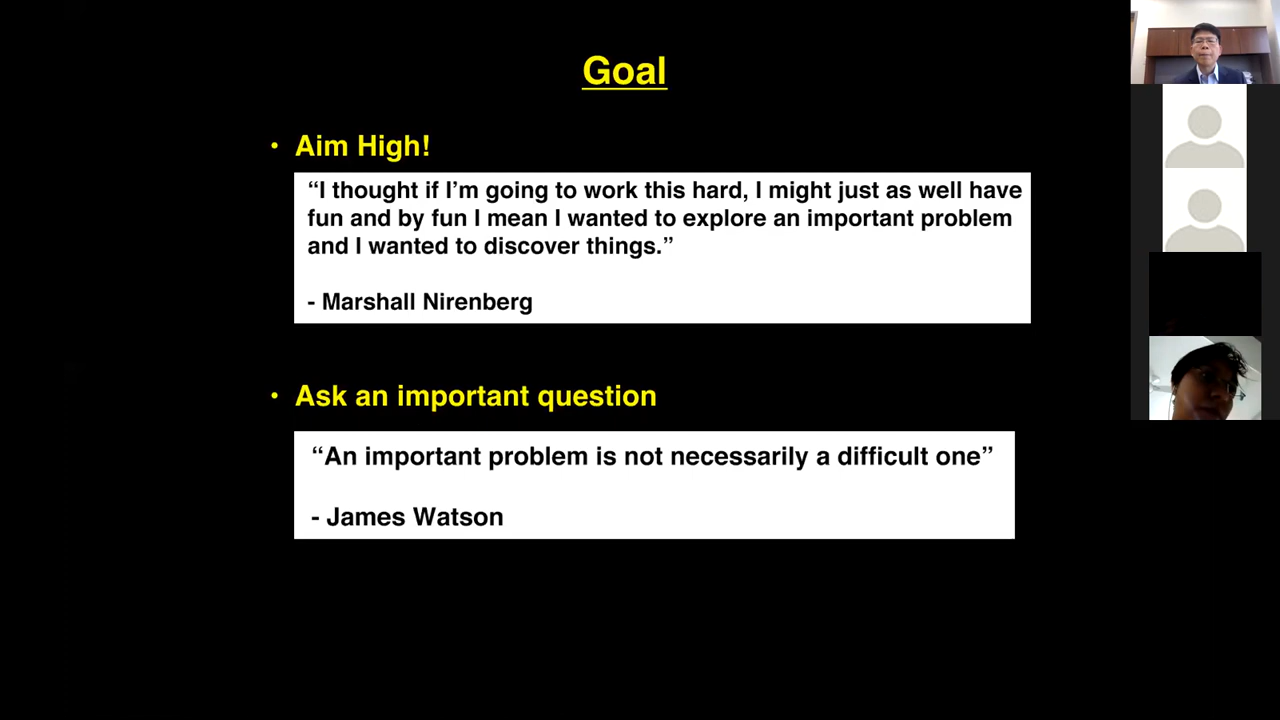 Goal
• Aim High!
“I thought if I’m going to work this hard, I might just as well have
fun and by fun I mean I wanted to explore an important problem
and I wanted to discover things.”
- Marshall Nirenberg
• Ask an important question
“An important problem is not necessarily a difficult one”
- James Watson